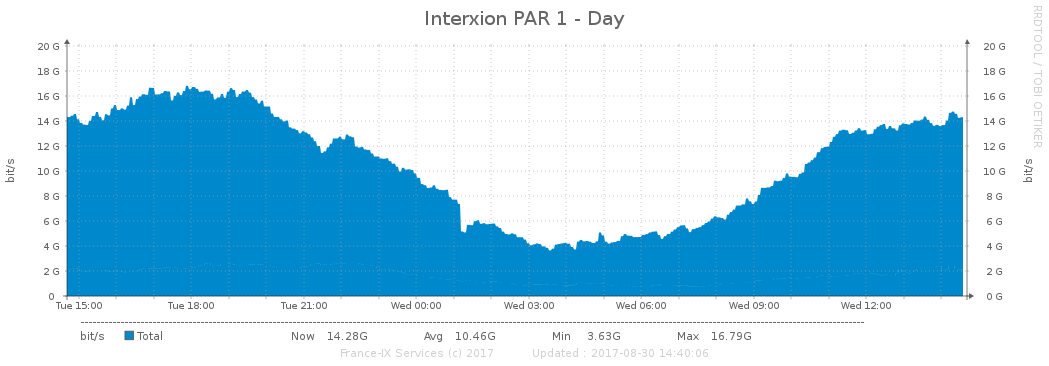 Interxion PAR 1 - Day
RRDTOOL / TOBI OETIKER
bit/s
20 G 20 G
18 G 18 G
16 G 16 G
14 G 14 G
12 G 12 G
10 G 10 G
8 G 8 G
6 G 6 G
4 G 4 G
2 G 2 G
0 0 G
bit/s
Tue 15:00 Tue 18:00 Tue 21:00 Wed 00:00 Wed 03:00 Wed 06:00 Wed 09:00 Wed 12:00
bit/s Total Now 14.28G Avg 10.46G Min 3.63G Max 16.79G
France-IX Services (c) 2017 Updated : 2017-08-30 14:40:06